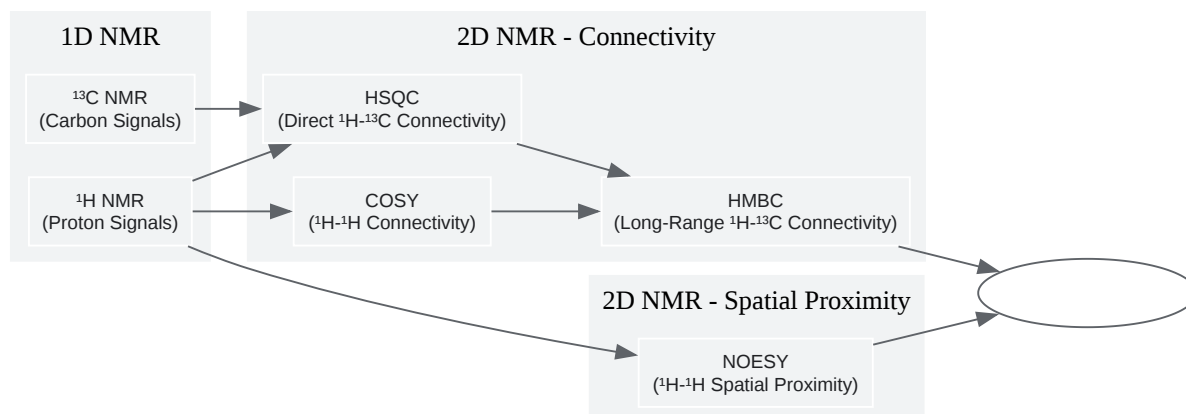 1D NMR
¹³C NMR
(Carbon Signals)
¹H NMR
(Proton Signals)
2D NMR - Connectivity
HSQC
(Direct ¹H-¹³C Connectivity)
COSY
(¹H-¹H Connectivity)
HMBC
(Long-Range ¹H-¹³C Connectivity)
2D NMR - Spatial Proximity
NOESY
(¹H-¹H Spatial Proximity)